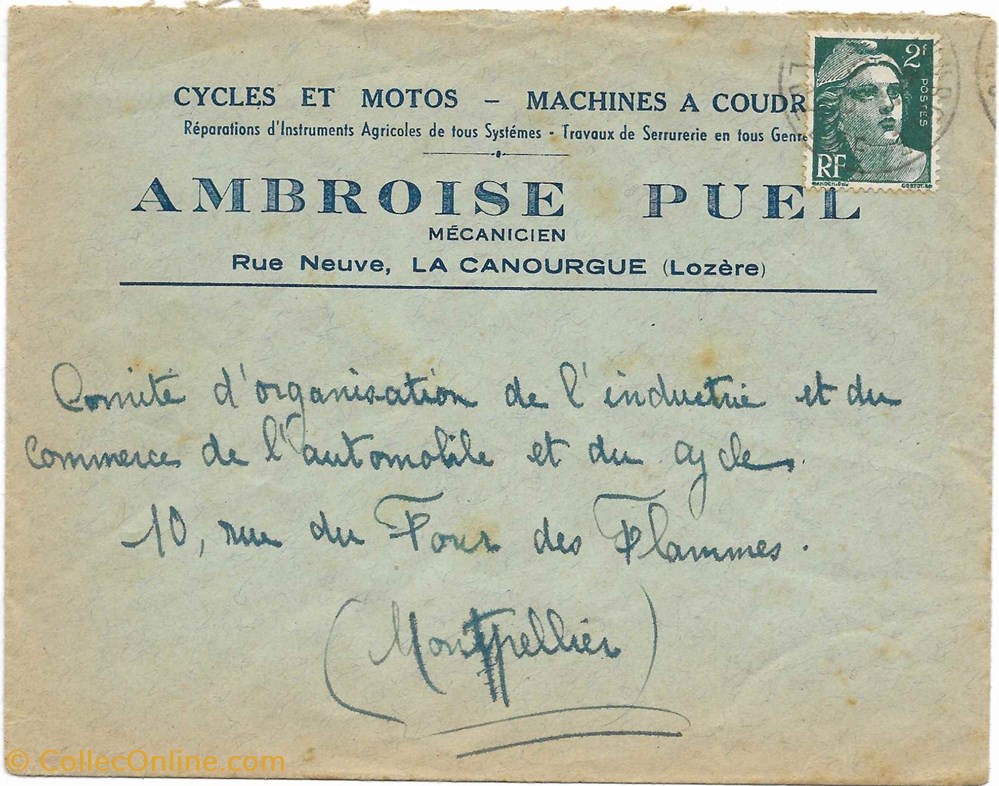 CYCLES ET MOTOS – MACHINES A COUDR
Réparations d'Instruments Agricoles de tous Systémes - Travaux de Serrurerie en tous Genre
2f
POSTES
RF
AMBROISE PUEL
MÉCANICIEN
Rue Neuve, LA CANOURGUE (Lozère)
Comité d'organisation de l'industrie et du
commerce de l'automobile et du cycle.
10, rue du Four des Flammes.
(Montpellier)
© CollecOnline.com